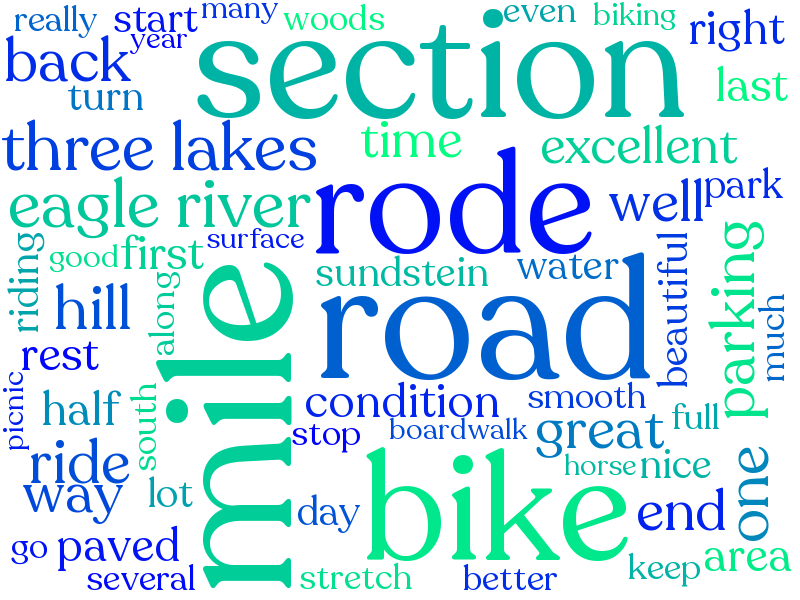 really
start
many
year
woods
even
biking
right
back
turn
section
last
three lakes
time
excellent
eagle river
rode
well
park
surface
good
first
riding
sundstein
water
beautiful
parking
much
hill
along
mile
road
rest
picnic
half
south
condition
smooth
stop
boardwalk
great
full
ride
way
lot
bike
horse
nice
one
day
end
go
paved
several
stretch
better
keep
area